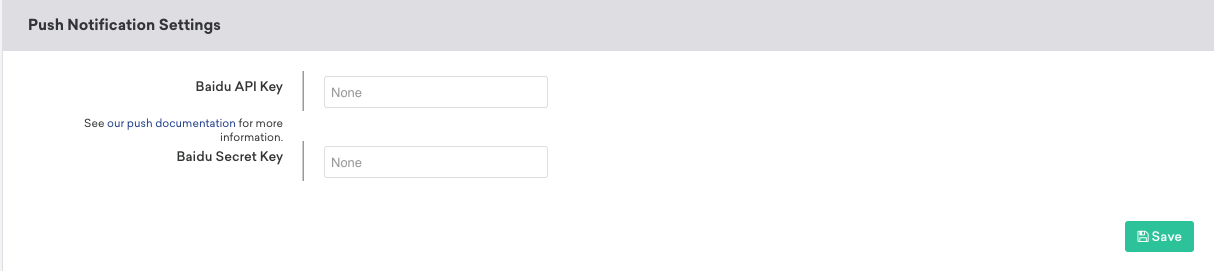 Push Notification Settings
Baidu API Key
None
See our push documentation for more
information.
Baidu Secret Key
None
Save